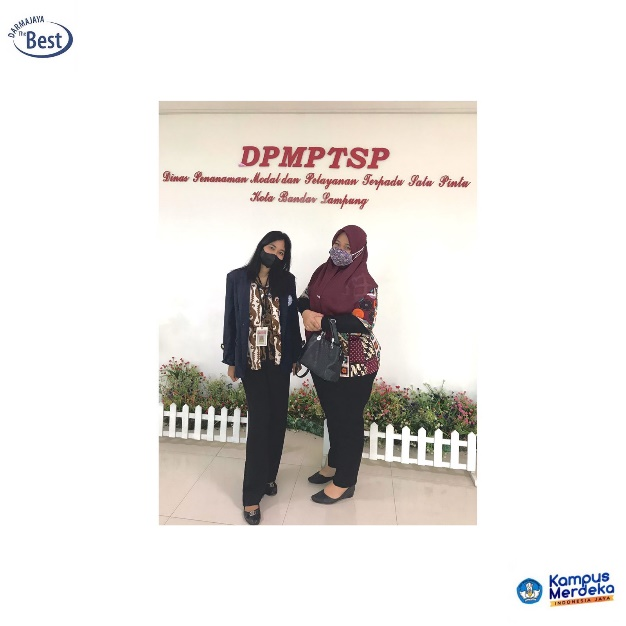 DARMAJAYA
The Best
DPMPTSP
Dinas Penanaman Modal dan Pelayanan Terpadu Satu Pintu
Kota Bandar Lampung
Kampus
Merdeka
INDONESIA JAYA